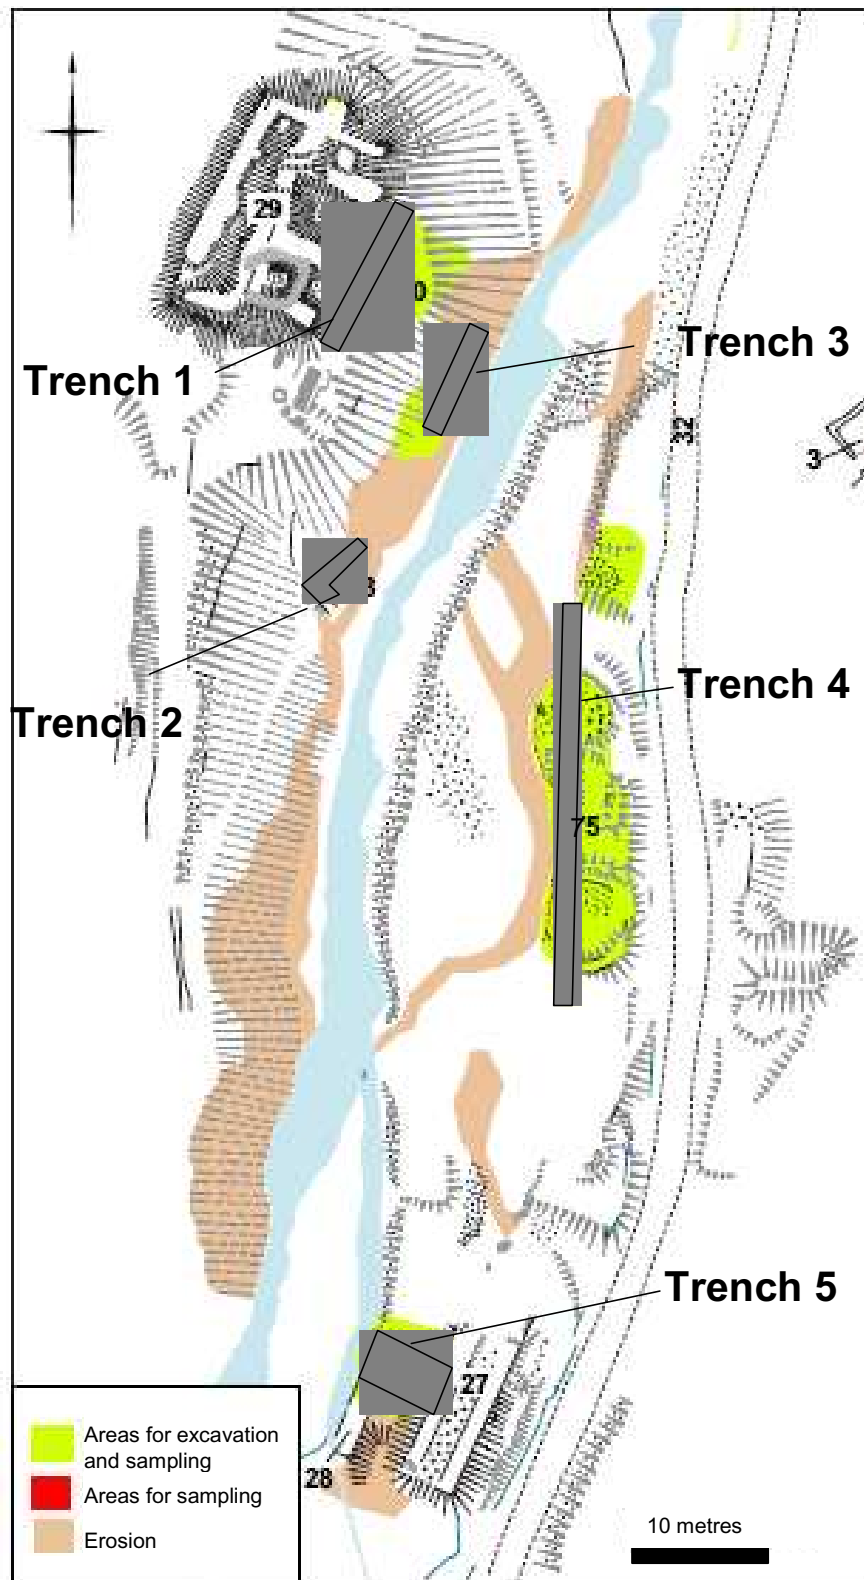 29
0
Trench 1
Trench 3
32
3
Trench 2
Trench 4
75
Trench 5
27
28
Areas for excavation
and sampling
Areas for sampling
Erosion
10 metres